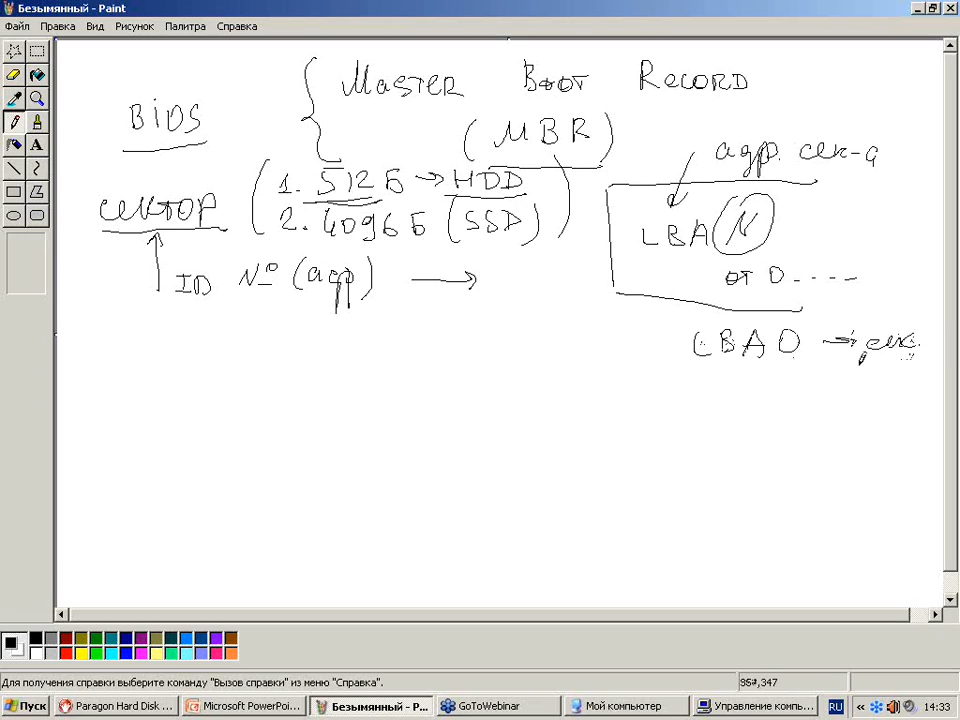 Безымянный - Paint
Файл Правка Вид Рисунок Палитра Справка
MASTER BOOT RECORD
BIOS
(MBR)
адр. сек-а
СЕКТОР
1. 512 Б → HDD
2. 4096 Б (SSD)
LBA N
от 0 - - - -
ID № (адр) →
LBA 0 → сек.
Для получения справки выберите команду "Вызов справки" из меню "Справка".
Пуск
Paragon Hard Disk ...
Microsoft PowerPoi...
Безымянный - P...
GoToWebinar
Мой компьютер
Управление компь...
RU
14:33